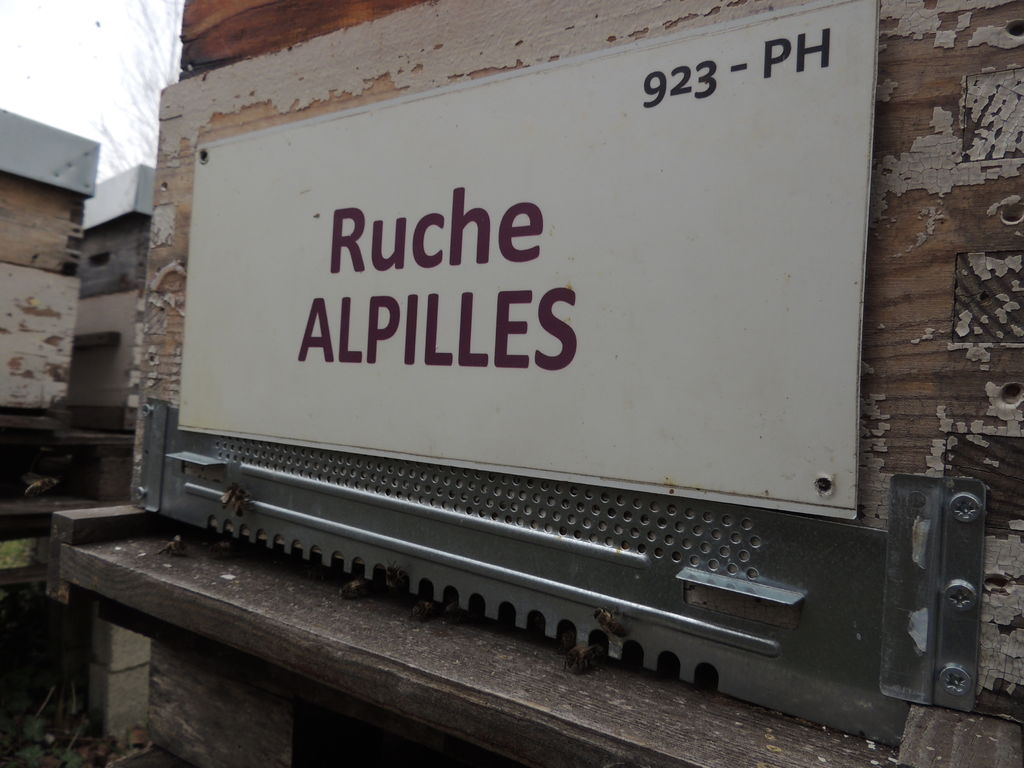 923 - PH
Ruche
ALPILLES